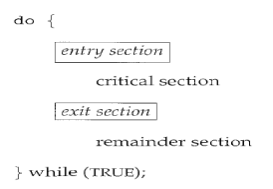 do {
entry section
critical section
exit section
remainder section
} while (TRUE);